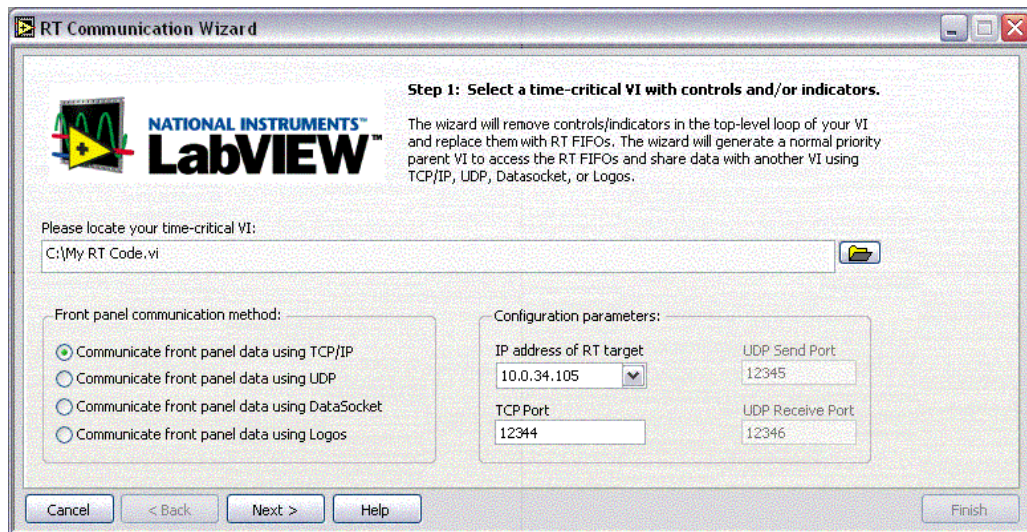 RT Communication Wizard
Step 1: Select a time-critical VI with controls and/or indicators.
NATIONAL INSTRUMENTS™
LabVIEW™
The wizard will remove controls/indicators in the top-level loop of your VI
and replace them with RT FIFOs. The wizard will generate a normal priority
parent VI to access the RT FIFOs and share data with another VI using
TCP/IP, UDP, Datasocket, or Logos.
Please locate your time-critical VI:
C:\My RT Code.vi
Front panel communication method:
Communicate front panel data using TCP/IP
Communicate front panel data using UDP
Communicate front panel data using DataSocket
Communicate front panel data using Logos
Configuration parameters:
IP address of RT target
10.0.34.105
TCP Port
12344
UDP Send Port
12345
UDP Receive Port
12346
Cancel
< Back
Next >
Help
Finish